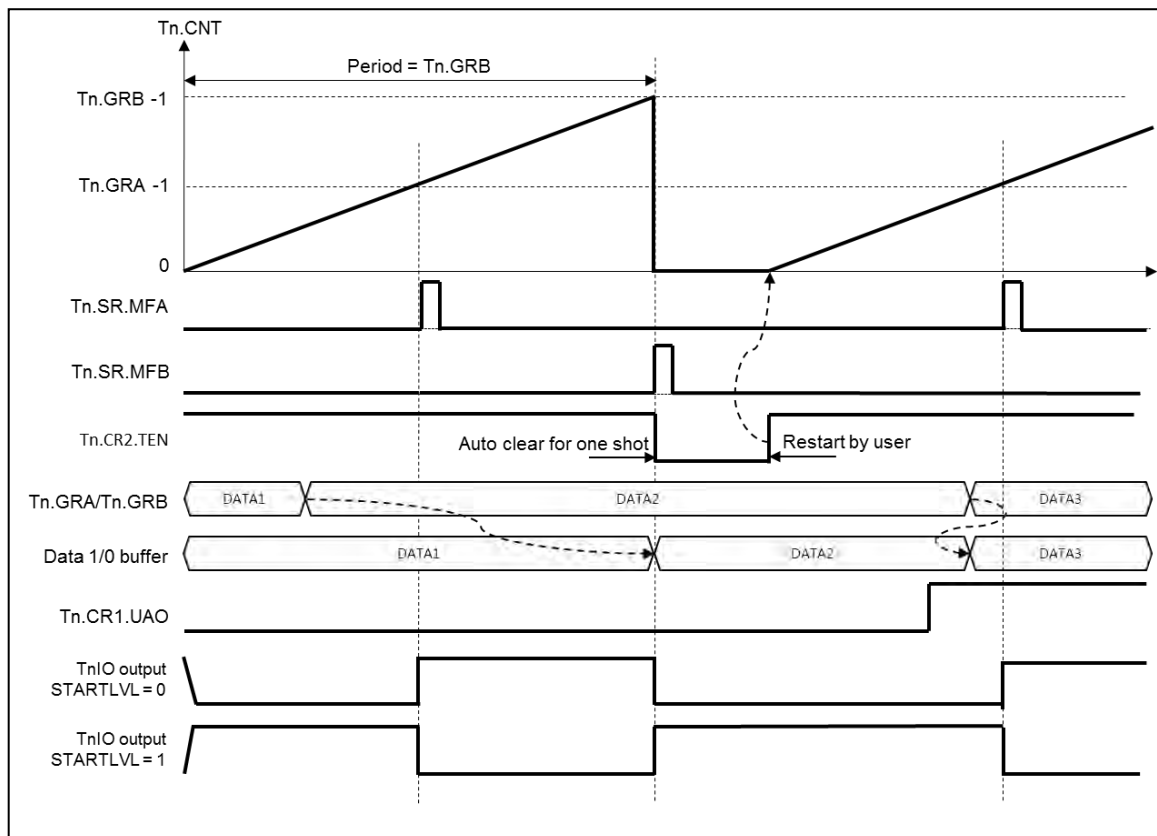 Tn.CNT
Period = Tn.GRB
Tn.GRB -1
Tn.GRA -1
0
Tn.SR.MFA
Tn.SR.MFB
Tn.CR2.TEN
Auto clear for one shot
Restart by user
Tn.GRA/Tn.GRB
DATA1
DATA2
DATA3
Data 1/0 buffer
DATA1
DATA2
DATA3
Tn.CR1.UAO
TnIO output
STARTLVL = 0
TnIO output
STARTLVL = 1